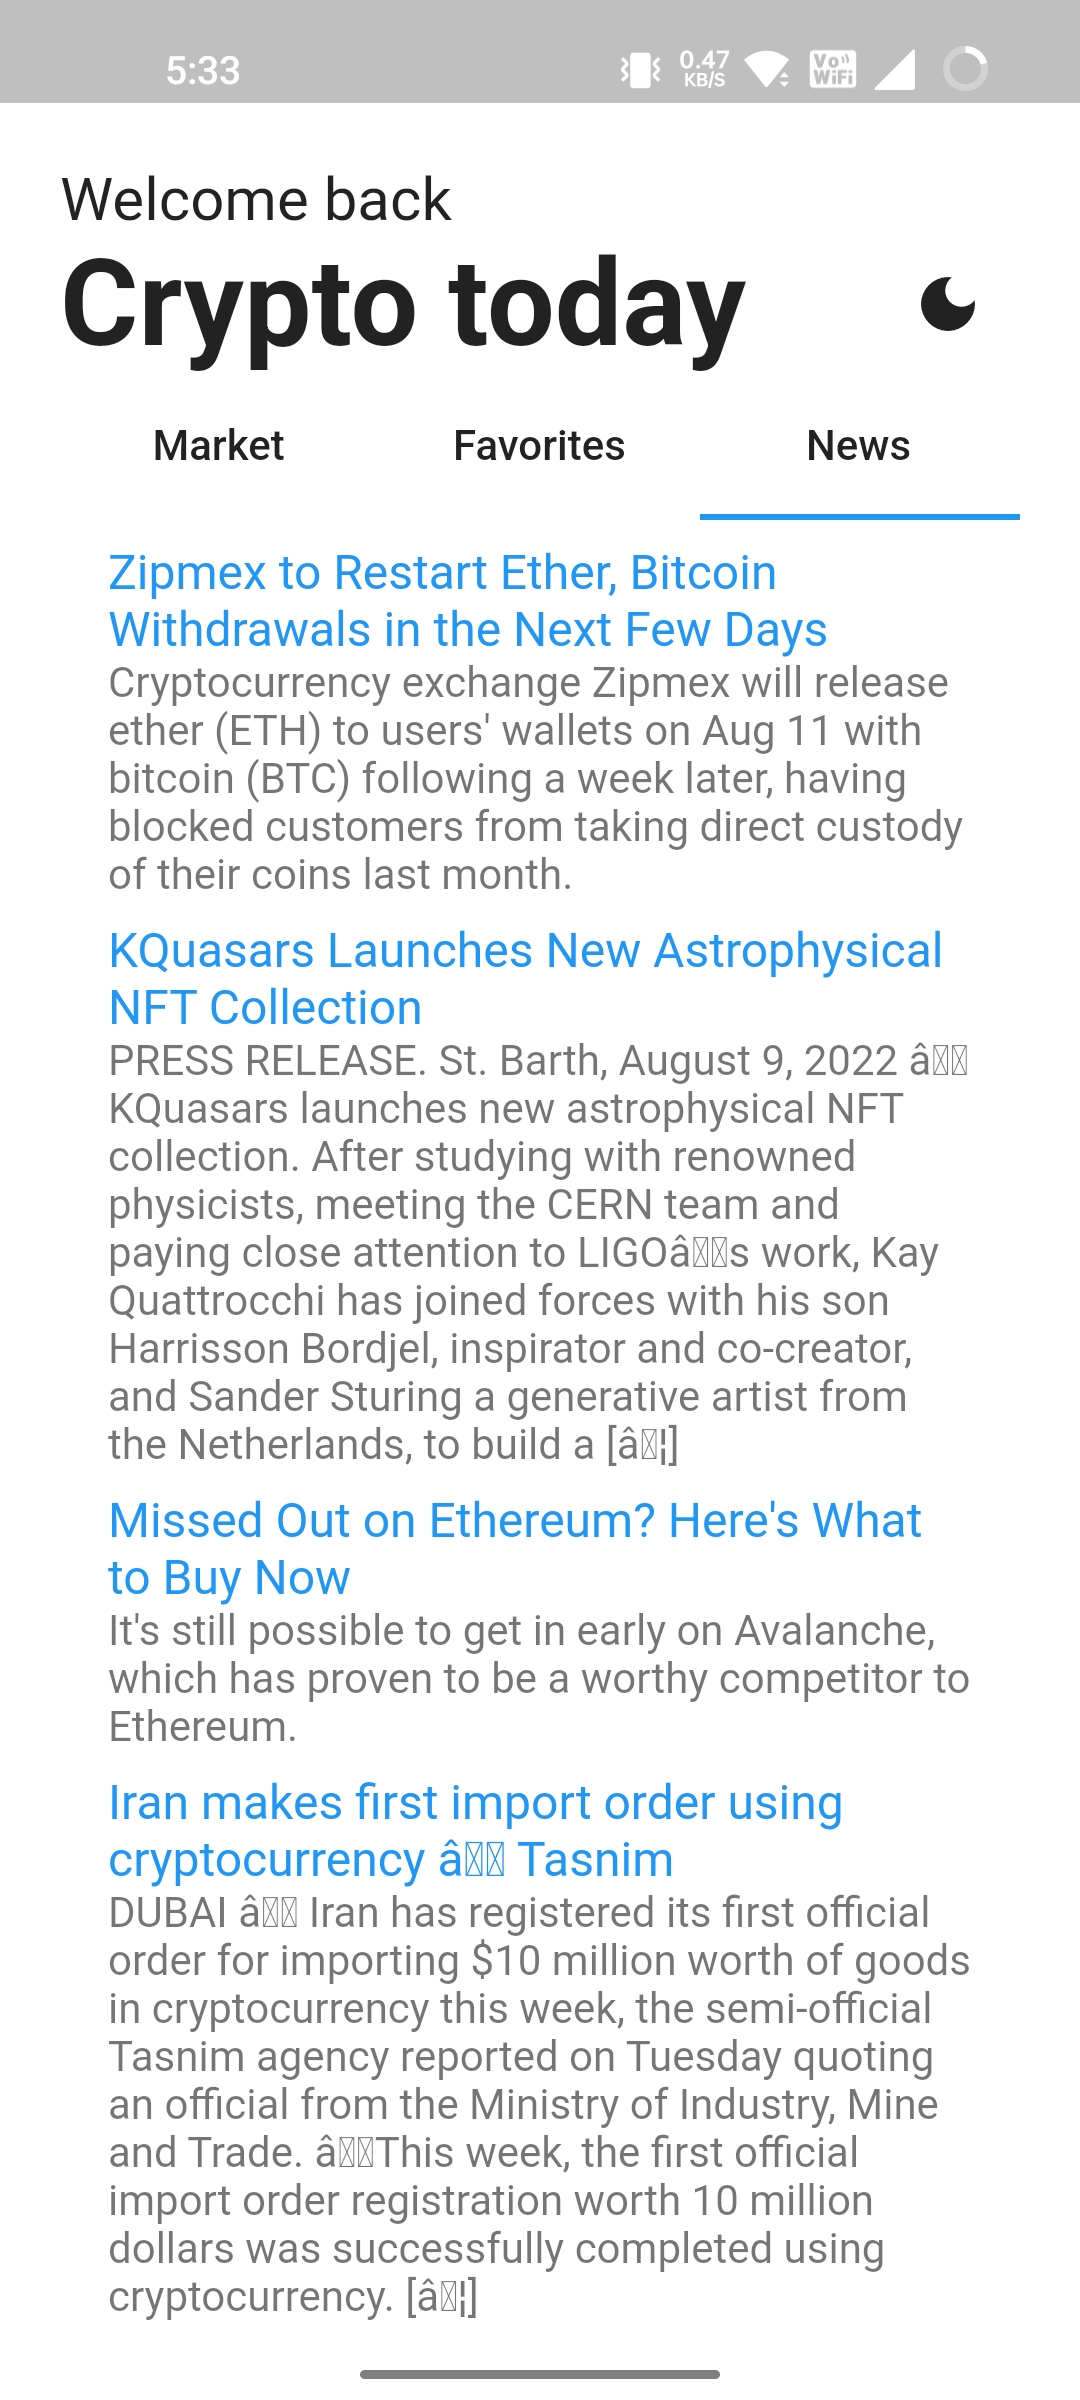 5:33
0.47
KB/S
Vo
WiFi
Welcome back
Crypto today
Market
Favorites
News
Zipmex to Restart Ether, Bitcoin
Withdrawals in the Next Few Days
Cryptocurrency exchange Zipmex will release
ether (ETH) to users' wallets on Aug 11 with
bitcoin (BTC) following a week later, having
blocked customers from taking direct custody
of their coins last month.
KQuasars Launches New Astrophysical
NFT Collection
PRESS RELEASE. St. Barth, August 9, 2022 â
KQuasars launches new astrophysical NFT
collection. After studying with renowned
physicists, meeting the CERN team and
paying close attention to LIGOâs work, Kay
Quattrocchi has joined forces with his son
Harrisson Bordjel, inspirator and co-creator,
and Sander Sturing a generative artist from
the Netherlands, to build a [â¦]
Missed Out on Ethereum? Here's What
to Buy Now
It's still possible to get in early on Avalanche,
which has proven to be a worthy competitor to
Ethereum.
Iran makes first import order using
cryptocurrency â Tasnim
DUBAI â Iran has registered its first official
order for importing $10 million worth of goods
in cryptocurrency this week, the semi-official
Tasnim agency reported on Tuesday quoting
an official from the Ministry of Industry, Mine
and Trade. âThis week, the first official
import order registration worth 10 million
dollars was successfully completed using
cryptocurrency. [â¦]